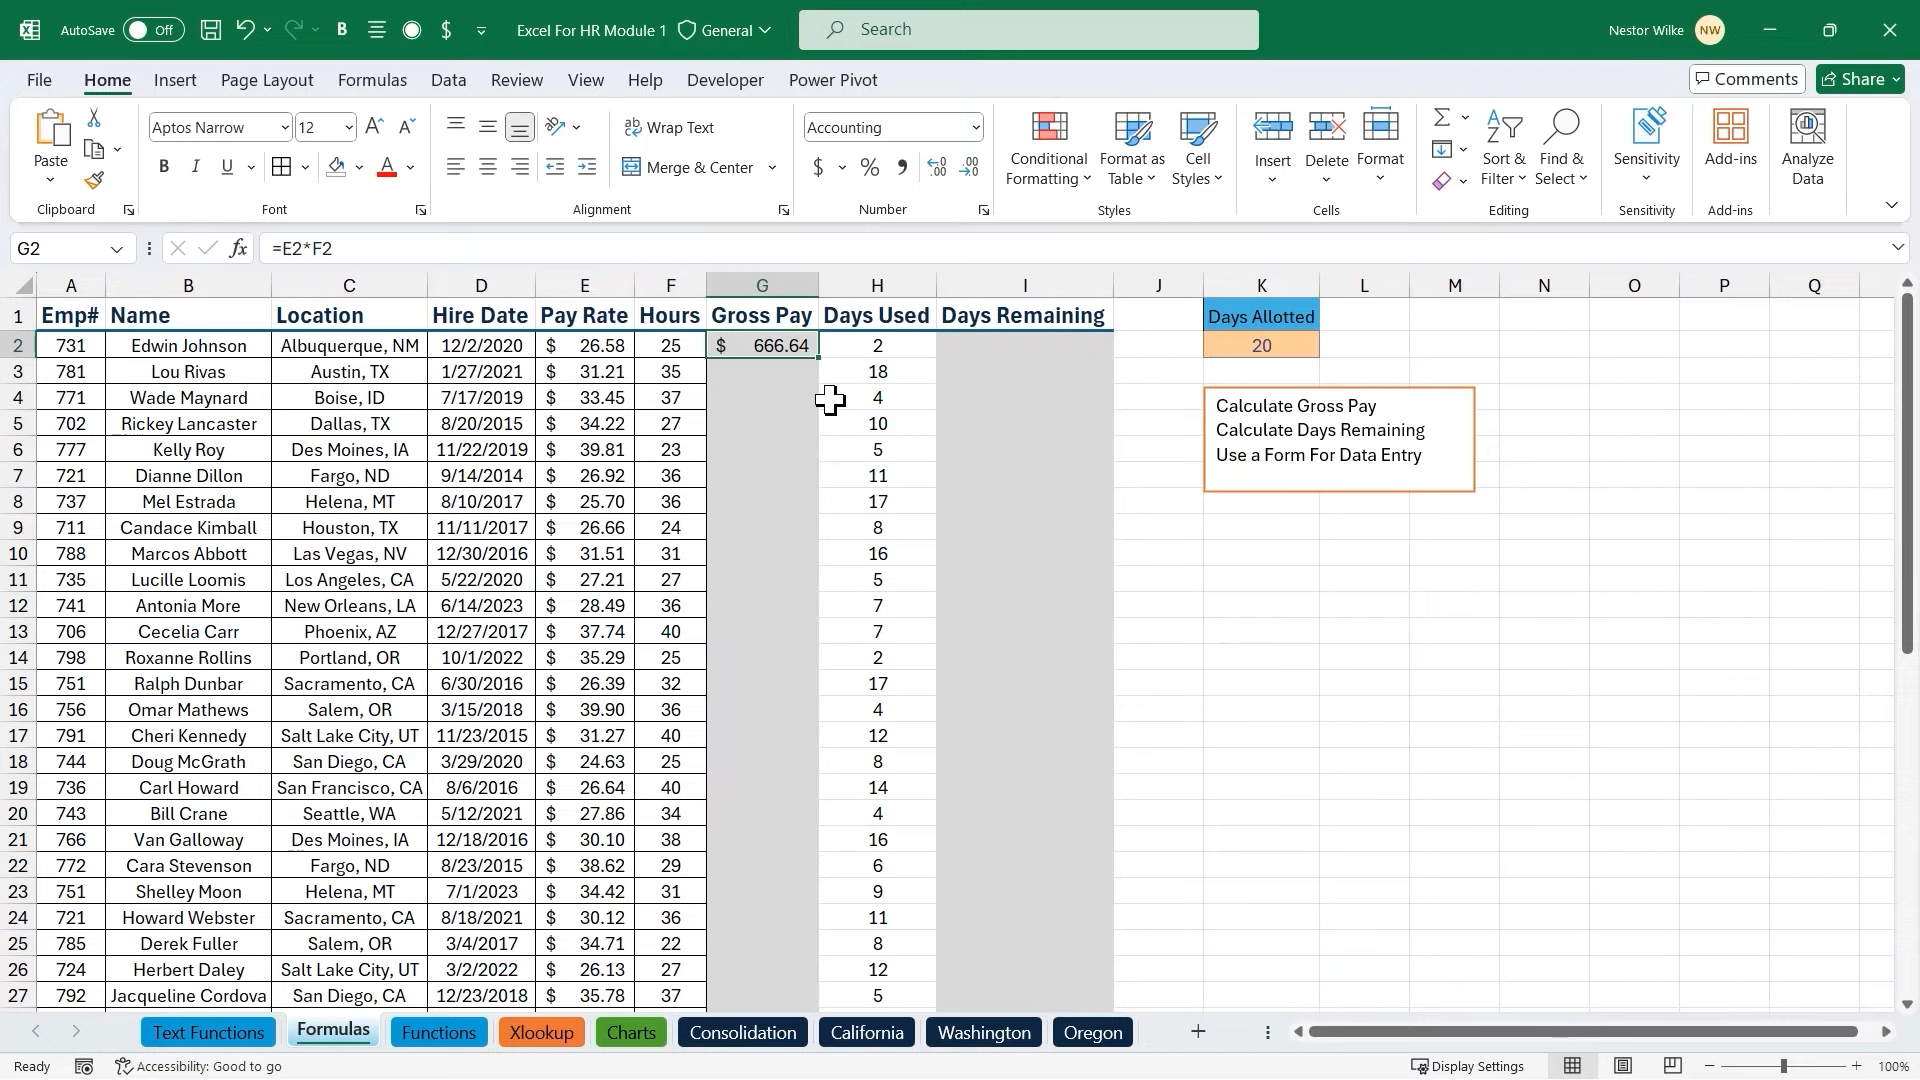 AutoSave Off B $ Excel For HR Module 1 General Search Nestor Wilke NW
File Home Insert Page Layout Formulas Data Review View Help Developer Power Pivot Comments Share
Paste Aptos Narrow 12 A A ab Wrap Text Accounting Conditional Formatting Format as Table Cell Styles Insert Delete Format Sort & Filter Find & Select Sensitivity Add-ins Analyze Data
B I U A Merge & Center $ % , .00
Clipboard Font Alignment Number Styles Cells Editing Sensitivity Add-ins
G2 fx =E2*F2
A B C D E F G H I J K L M N O P Q
1 Emp# Name Location Hire Date Pay Rate Hours Gross Pay Days Used Days Remaining Days Allotted
2 731 Edwin Johnson Albuquerque, NM 12/2/2020 $ 26.58 25 $ 666.64 2 20
3 781 Lou Rivas Austin, TX 1/27/2021 $ 31.21 35 18
4 771 Wade Maynard Boise, ID 7/17/2019 $ 33.45 37 4
5 702 Rickey Lancaster Dallas, TX 8/20/2015 $ 34.22 27 10
6 777 Kelly Roy Des Moines, IA 11/22/2019 $ 39.81 23 5
7 721 Dianne Dillon Fargo, ND 9/14/2014 $ 26.92 36 11
8 737 Mel Estrada Helena, MT 8/10/2017 $ 25.70 36 17
9 711 Candace Kimball Houston, TX 11/11/2017 $ 26.66 24 8
10 788 Marcos Abbott Las Vegas, NV 12/30/2016 $ 31.51 31 16
11 735 Lucille Loomis Los Angeles, CA 5/22/2020 $ 27.21 27 5
12 741 Antonia More New Orleans, LA 6/14/2023 $ 28.49 36 7
13 706 Cecelia Carr Phoenix, AZ 12/27/2017 $ 37.74 40 7
14 798 Roxanne Rollins Portland, OR 10/1/2022 $ 35.29 25 2
15 751 Ralph Dunbar Sacramento, CA 6/30/2016 $ 26.39 32 17
16 756 Omar Mathews Salem, OR 3/15/2018 $ 39.90 36 4
17 791 Cheri Kennedy Salt Lake City, UT 11/23/2015 $ 31.27 40 12
18 744 Doug McGrath San Diego, CA 3/29/2020 $ 24.63 25 8
19 736 Carl Howard San Francisco, CA 8/6/2016 $ 26.64 40 14
20 743 Bill Crane Seattle, WA 5/12/2021 $ 27.86 34 4
21 766 Van Galloway Des Moines, IA 12/18/2016 $ 30.10 38 16
22 772 Cara Stevenson Fargo, ND 8/23/2015 $ 38.62 29 6
23 751 Shelley Moon Helena, MT 7/1/2023 $ 34.42 31 9
24 721 Howard Webster Sacramento, CA 8/18/2021 $ 30.12 36 11
25 785 Derek Fuller Salem, OR 3/4/2017 $ 34.71 22 8
26 724 Herbert Daley Salt Lake City, UT 3/2/2022 $ 26.13 27 12
27 792 Jacqueline Cordova San Diego, CA 12/23/2018 $ 35.78 37 5
Calculate Gross Pay
Calculate Days Remaining
Use a Form For Data Entry
Text Functions Formulas Functions Xlookup Charts Consolidation California Washington Oregon
Ready Accessibility: Good to go Display Settings 100%